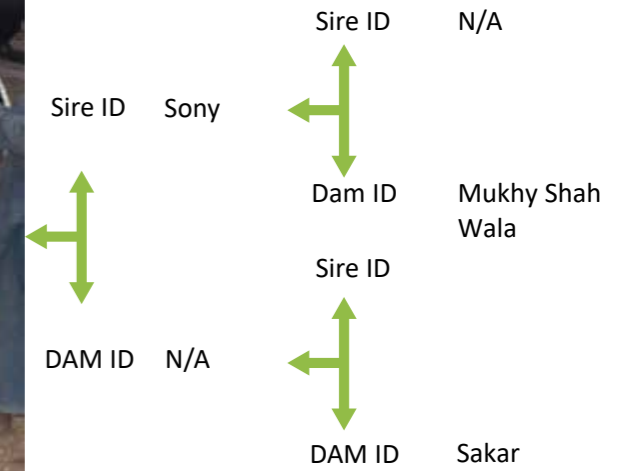 Sire ID N/A
Sire ID Sony
Dam ID Mukhy Shah
Wala
Sire ID
DAM ID N/A
DAM ID Sakar